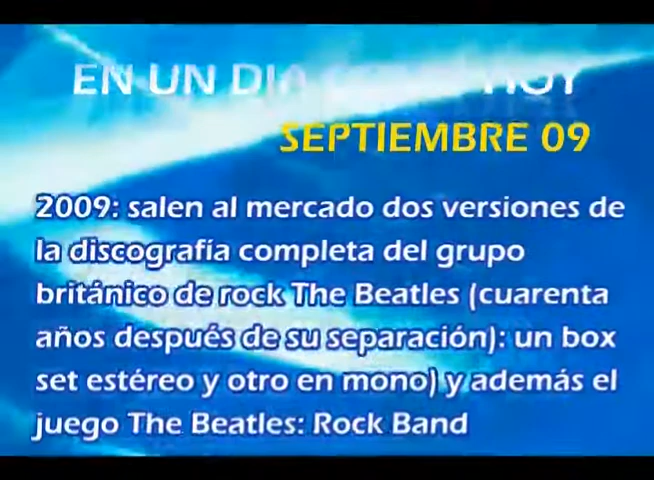 EN UN DIA COMO HOY
SEPTIEMBRE 09
2009: salen al mercado dos versiones de
la discografía completa del grupo
británico de rock The Beatles (cuarenta
años después de su separación): un box
set estéreo y otro en mono) y además el
juego The Beatles: Rock Band